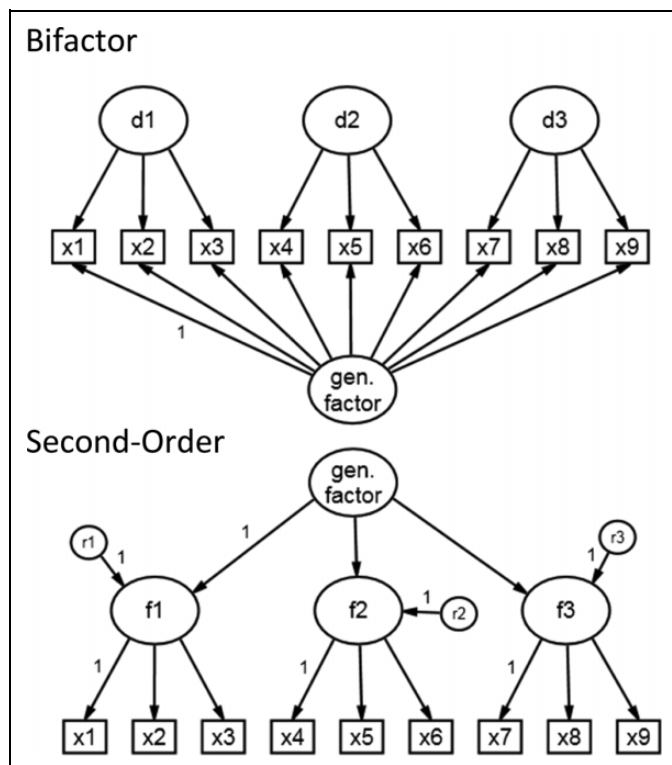 Bifactor
d1 d2 d3
x1 x2 x3 x4 x5 x6 x7 x8 x9
1
gen.
factor
Second-Order
gen.
factor
r1 1 1 1 r3
f1 f2 1 r2 f3
1 1 1
x1 x2 x3 x4 x5 x6 x7 x8 x9